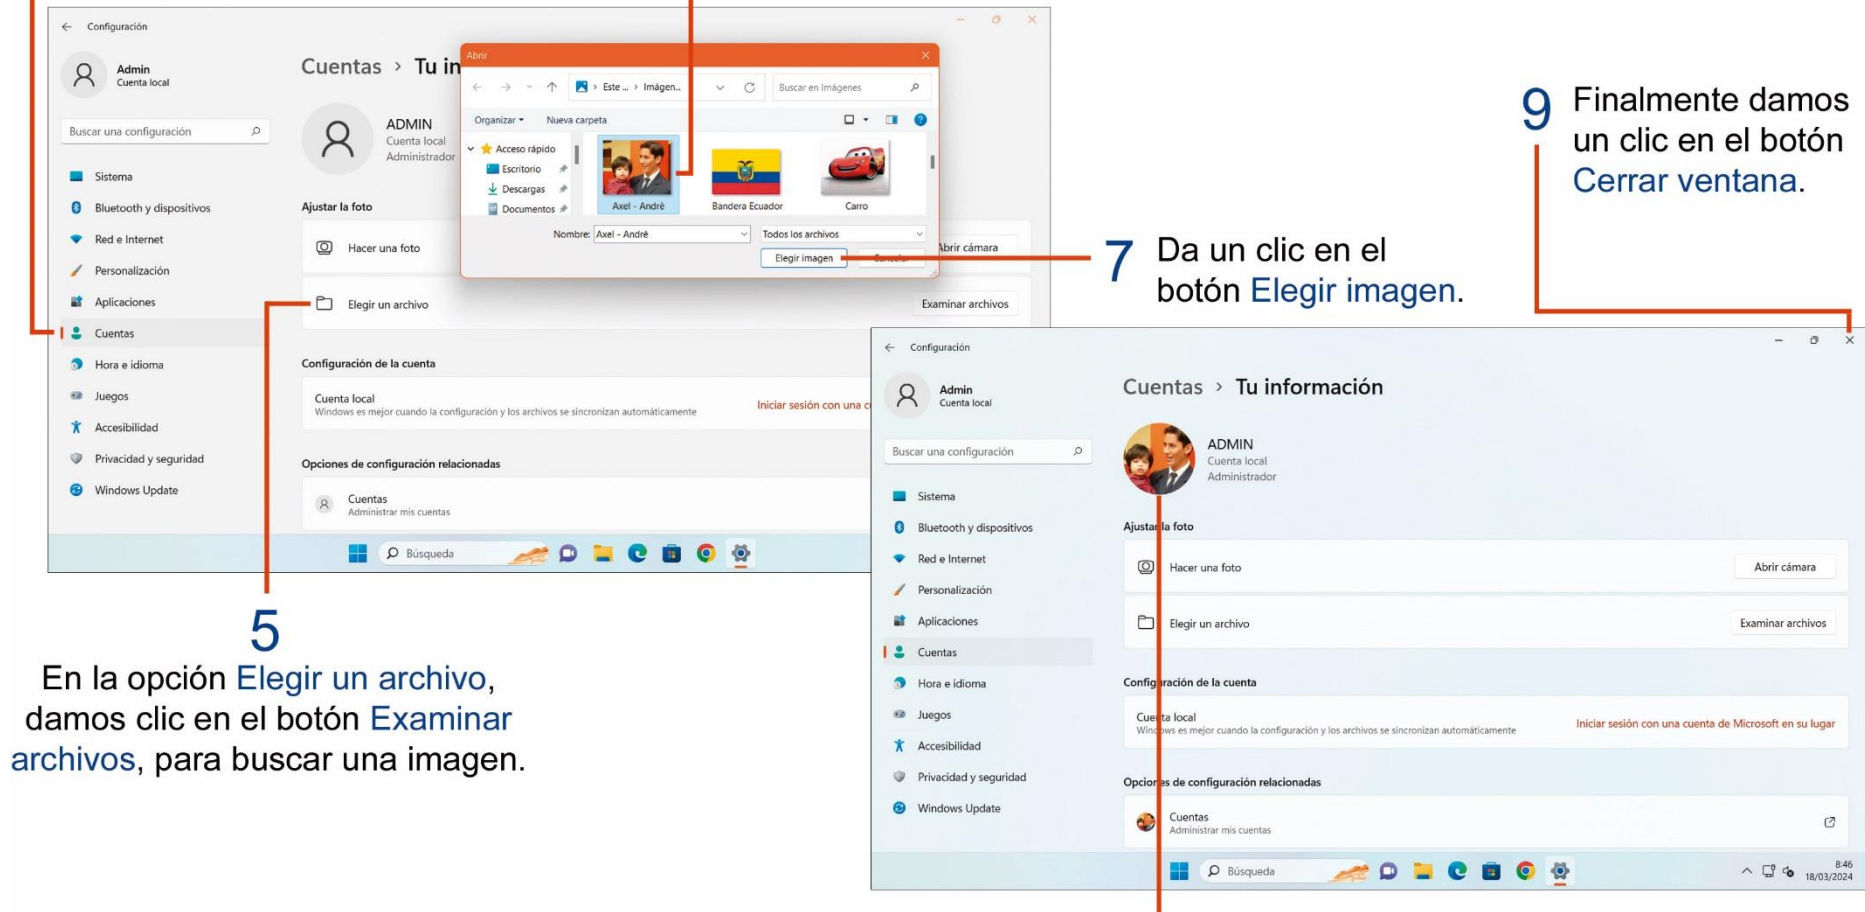 Configuración
Admin
Cuenta local
Buscar una configuración
Sistema
Bluetooth y dispositivos
Red e Internet
Personalización
Aplicaciones
Cuentas
Hora e idioma
Juegos
Accesibilidad
Privacidad y seguridad
Windows Update
Cuentas > Tu in
ADMIN
Cuenta local
Administrador
Ajustar la foto
Hacer una foto
Abrir cámara
Elegir un archivo
Examinar archivos
Configuración de la cuenta
Cuenta local
Windows es mejor cuando la configuración y los archivos se sincronizan automáticamente
Iniciar sesión con una c
Opciones de configuración relacionadas
Cuentas
Administrar mis cuentas
Búsqueda
Abrir
Este ... > Imágen...
Buscar en Imágenes
Organizar
Nueva carpeta
Acceso rápido
Escritorio
Descargas
Documentos
Axel - Andrè
Bandera Ecuador
Carro
Nombre: Axel - Andrè
Todos los archivos
Elegir imagen
Cancelar
5
En la opción Elegir un archivo,
damos clic en el botón Examinar
archivos, para buscar una imagen.
7
Da un clic en el
botón Elegir imagen.
9
Finalmente damos
un clic en el botón
Cerrar ventana.
Configuración
Admin
Cuenta local
Buscar una configuración
Sistema
Bluetooth y dispositivos
Red e Internet
Personalización
Aplicaciones
Cuentas
Hora e idioma
Juegos
Accesibilidad
Privacidad y seguridad
Windows Update
Cuentas > Tu información
ADMIN
Cuenta local
Administrador
Ajustar la foto
Hacer una foto
Abrir cámara
Elegir un archivo
Examinar archivos
Configuración de la cuenta
Cuenta local
Windows es mejor cuando la configuración y los archivos se sincronizan automáticamente
Iniciar sesión con una cuenta de Microsoft en su lugar
Opciones de configuración relacionadas
Cuentas
Administrar mis cuentas
Búsqueda
8:46
18/03/2024